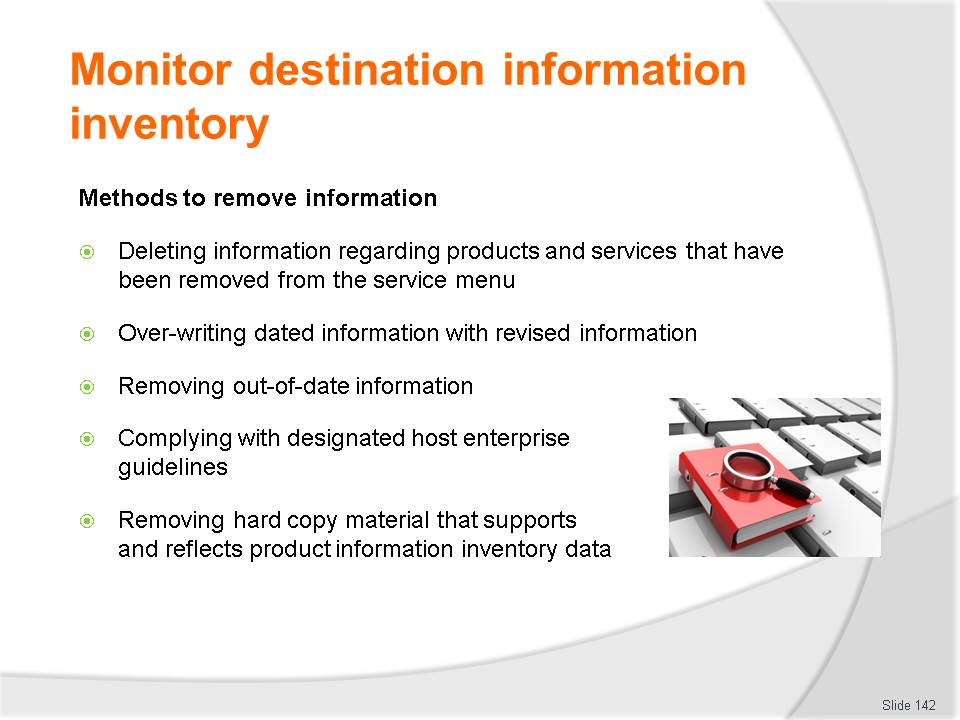 Monitor destination information
inventory
Methods to remove information
Deleting information regarding products and services that have
been removed from the service menu
Over-writing dated information with revised information
Removing out-of-date information
Complying with designated host enterprise
guidelines
Removing hard copy material that supports
and reflects product information inventory data
Slide 142